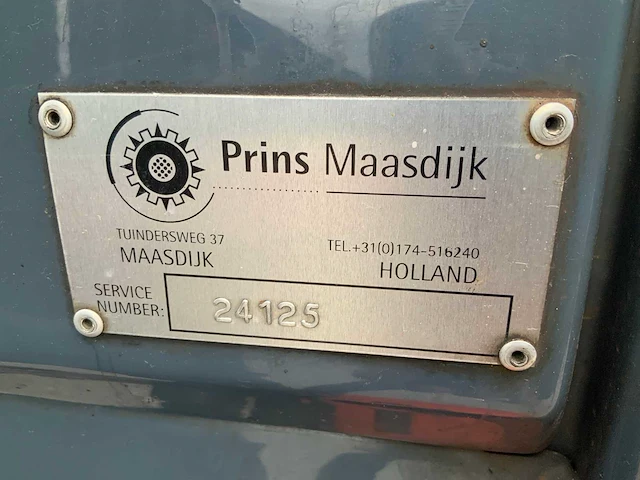 Prins Maasdijk
TUINDERSWEG 37
MAASDIJK
TEL.+31(0)174-516240
HOLLAND
SERVICE
NUMBER:
24125